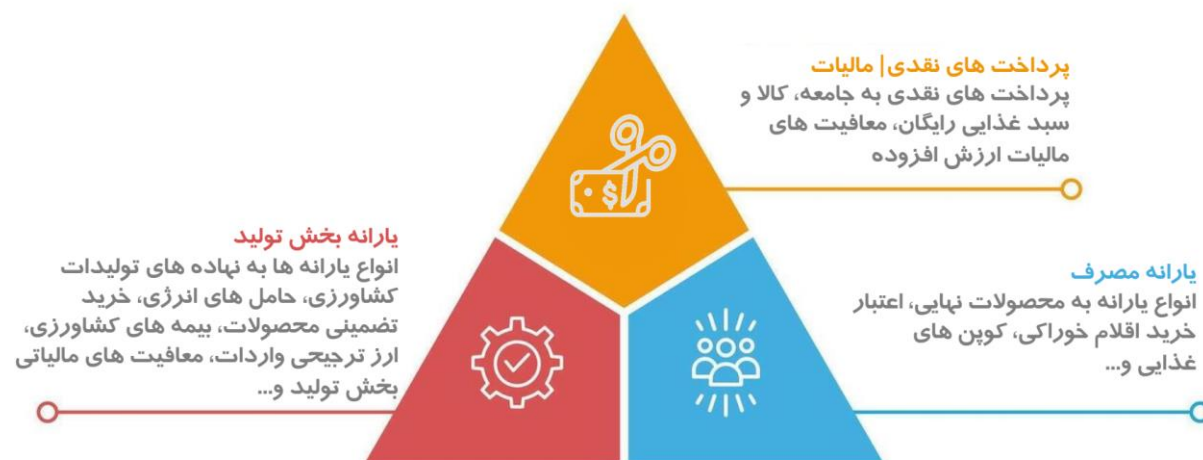 پرداخت های نقدی| مالیات
پرداخت های نقدی به جامعه، کالا و
سبد غذایی رایگان، معافیت های
مالیات ارزش افزوده
$
یارانه مصرف
انواع یارانه به محصولات نهایی، اعتبار
خرید اقلام خوراکی، کوپن های
غذایی و...
یارانه بخش تولید
انواع یارانه ها به نهاده های تولیدات
کشاورزی، حامل های انرژی، خرید
تضمینی محصولات، بیمه های کشاورزی،
ارز ترجیحی واردات، معافیت های مالیاتی
بخش تولید و...